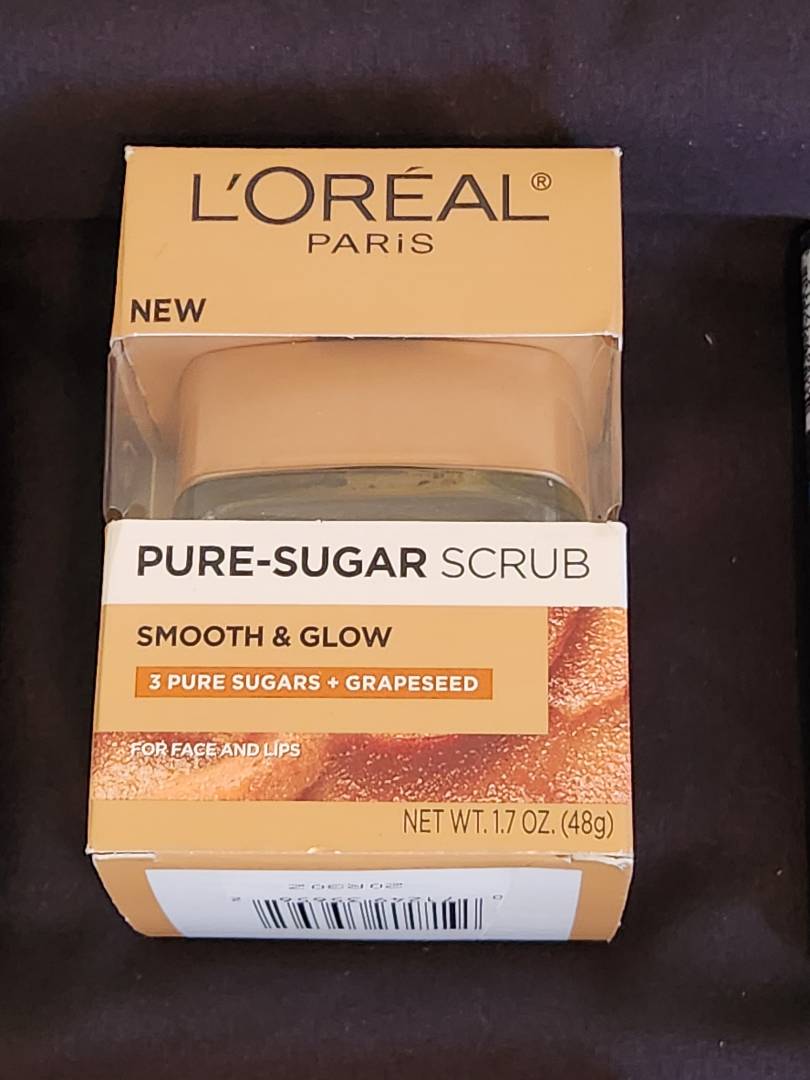 L'ORÉAL®
PARiS
NEW
PURE-SUGAR SCRUB
SMOOTH & GLOW
3 PURE SUGARS + GRAPESEED
FOR FACE AND LIPS
NET WT. 1.7 OZ. (48g)